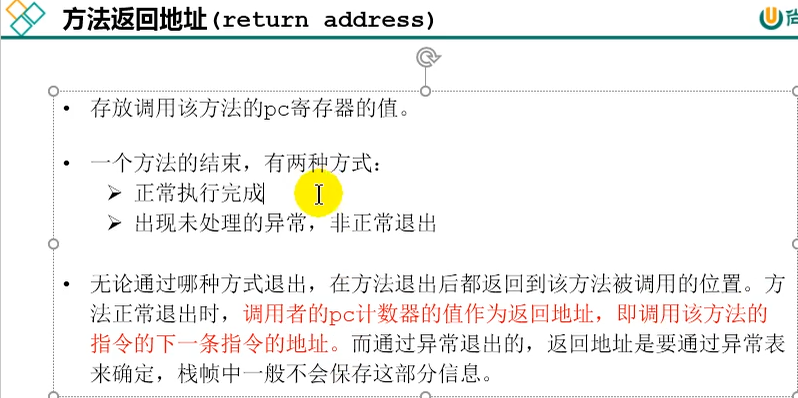 方法返回地址(return address)
尚
• 存放调用该方法的pc寄存器的值。
• 一个方法的结束，有两种方式：
➢ 正常执行完成
➢ 出现未处理的异常，非正常退出
• 无论通过哪种方式退出，在方法退出后都返回到该方法被调用的位置。方
法正常退出时，调用者的pc计数器的值作为返回地址，即调用该方法的
指令的下一条指令的地址。而通过异常退出的，返回地址是要通过异常表
来确定，栈帧中一般不会保存这部分信息。